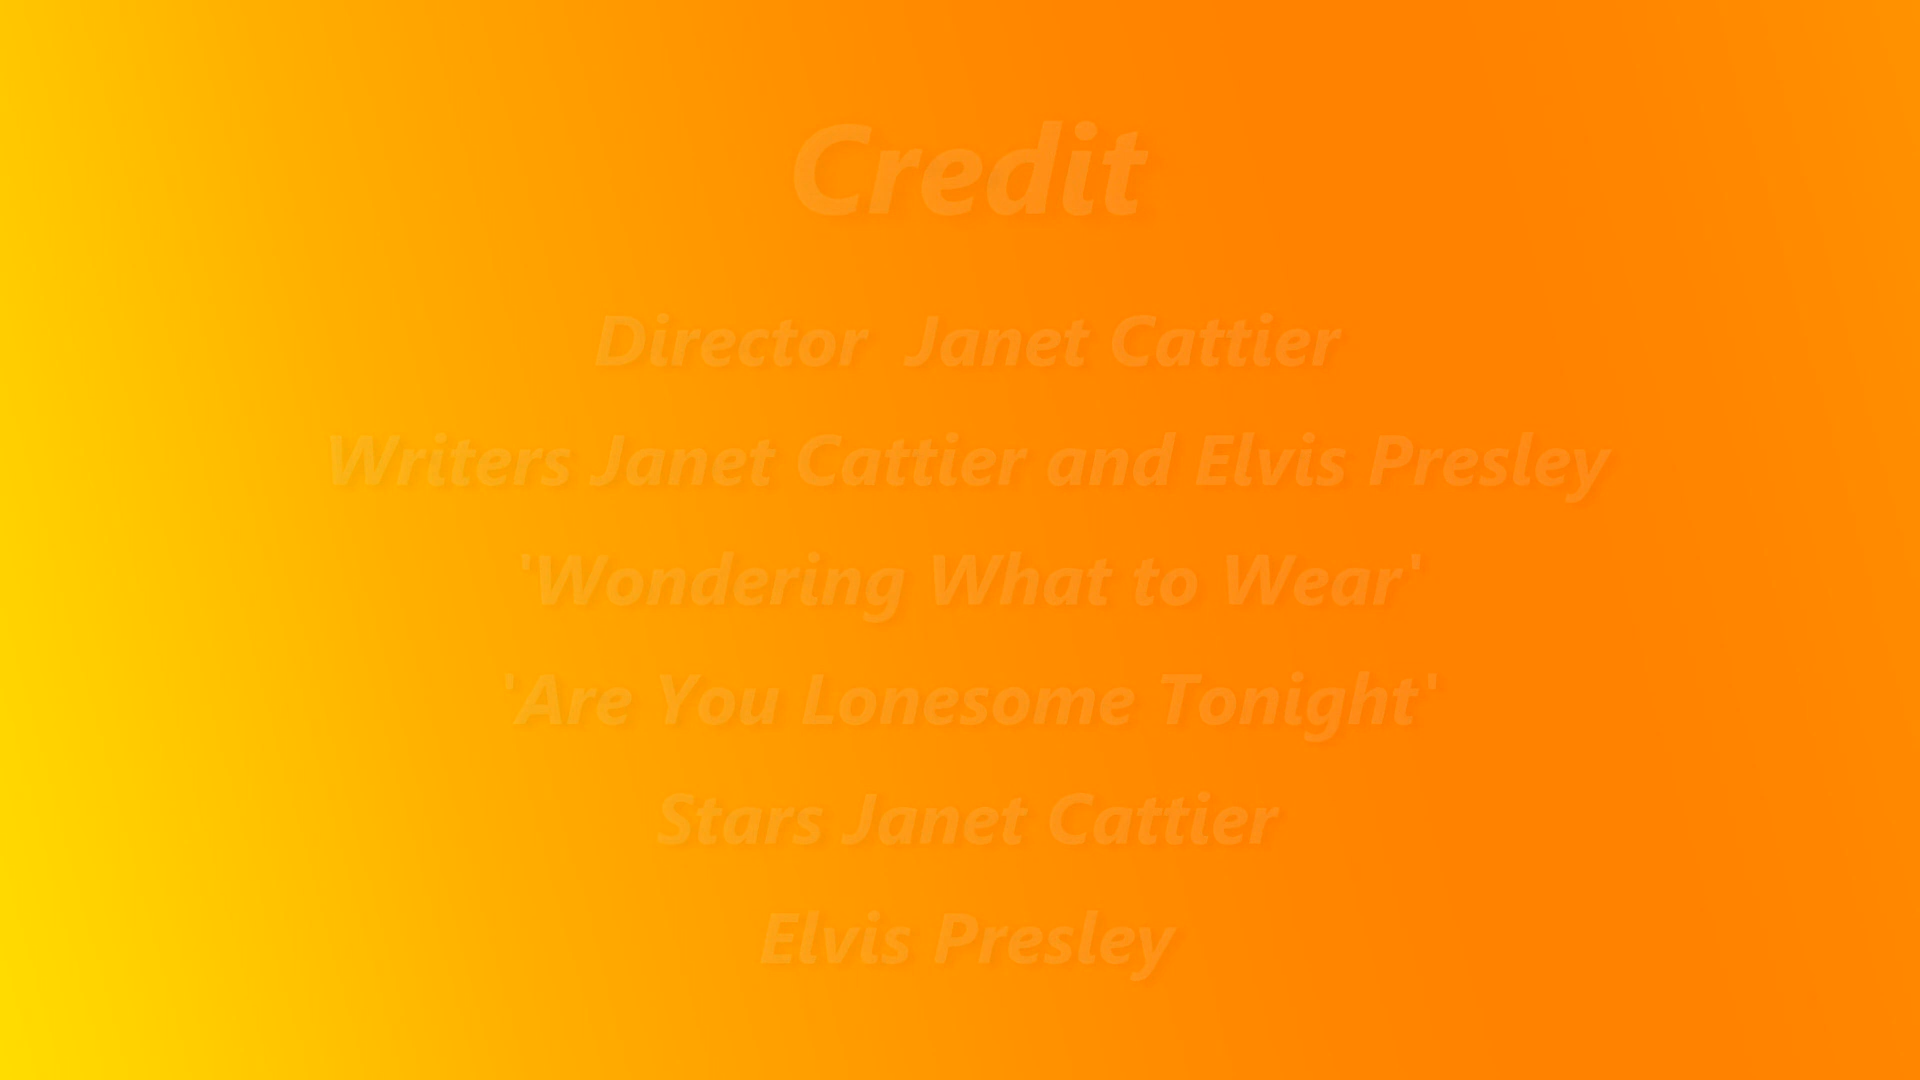 Credit
Director  Janet Cattier
Writers Janet Cattier and Elvis Presley
'Wondering What to Wear'
'Are You Lonesome Tonight'
Stars Janet Cattier
Elvis Presley